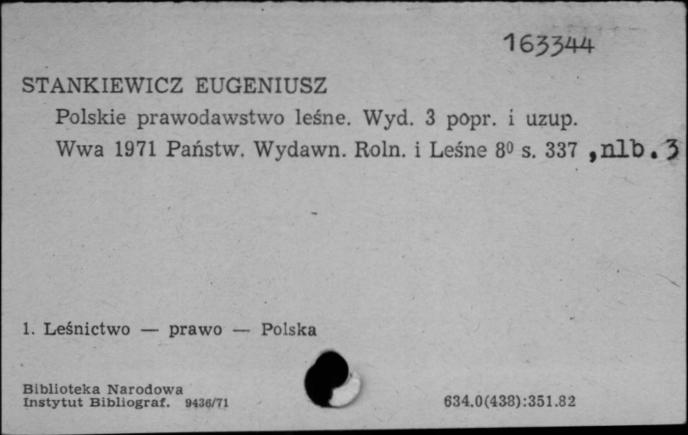 163344
STANKIEWICZ EUGENIUSZ
Polskie prawodawstwo leśne. Wyd. 3 popr. i uzup.
Wwa 1971 Państw. Wydawn. Roln. i Leśne 8⁰ s. 337 ,nlb. 3
1. Leśnictwo — prawo — Polska
Biblioteka Narodowa
Instytut Bibliograf. 9436/71
634.0(438):351.82